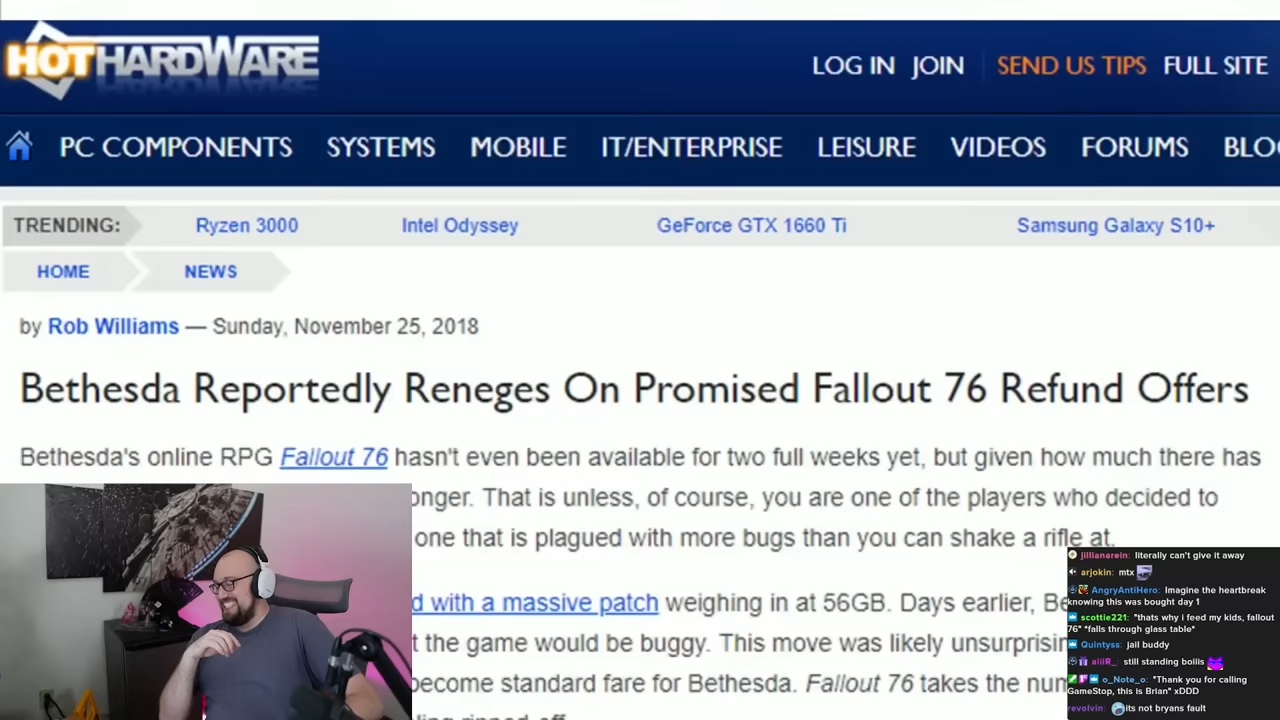 HOTHARDWARE
LOG IN JOIN SEND US TIPS FULL SITE
PC COMPONENTS SYSTEMS MOBILE IT/ENTERPRISE LEISURE VIDEOS FORUMS BLO
TRENDING: Ryzen 3000 Intel Odyssey GeForce GTX 1660 Ti Samsung Galaxy S10+
HOME NEWS
by Rob Williams — Sunday, November 25, 2018
Bethesda Reportedly Reneges On Promised Fallout 76 Refund Offers
Bethesda's online RPG Fallout 76 hasn't even been available for two full weeks yet, but given how much there has
onger. That is unless, of course, you are one of the players who decided to
one that is plagued with more bugs than you can shake a rifle at.
d with a massive patch weighing in at 56GB. Days earlier, Be
t the game would be buggy. This move was likely unsurprisin
become standard fare for Bethesda. Fallout 76 takes the num
ling ripped-off
jillianarein: literally can't give it away
arjokin: mtx
AngryAntiHero: Imagine the heartbreak
knowing this was bought day 1
scottie221: "thats why i feed my kids, fallout
76" *falls through glass table*
Quintyss: jail buddy
aiiiR_: still standing boiiis
o_Note_o: "Thank you for calling
GameStop, this is Brian" xDDD
revolvin: its not bryans fault